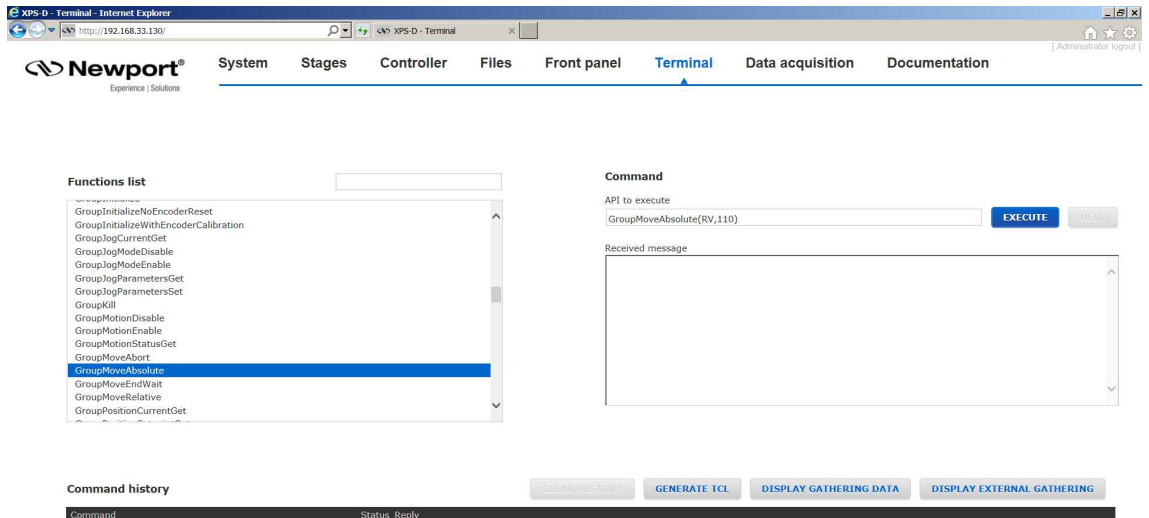 XPS-D - Terminal - Internet Explorer
http://192.168.33.130/
XPS-D - Terminal
[ Administrator logout ]
Newport®
Experience | Solutions
System Stages Controller Files Front panel Terminal Data acquisition Documentation
Functions list
GroupInitialize
GroupInitializeNoEncoderReset
GroupInitializeWithEncoderCalibration
GroupJogCurrentGet
GroupJogModeDisable
GroupJogModeEnable
GroupJogParametersGet
GroupJogParametersSet
GroupKill
GroupMotionDisable
GroupMotionEnable
GroupMotionStatusGet
GroupMoveAbort
GroupMoveAbsolute
GroupMoveEndWait
GroupMoveRelative
GroupPositionCurrentGet
Command
API to execute
GroupMoveAbsolute(RV,110)
EXECUTE
HELP
Received message
Command history
CLEAR HISTORY
GENERATE TCL
DISPLAY GATHERING DATA
DISPLAY EXTERNAL GATHERING
Command Status Reply